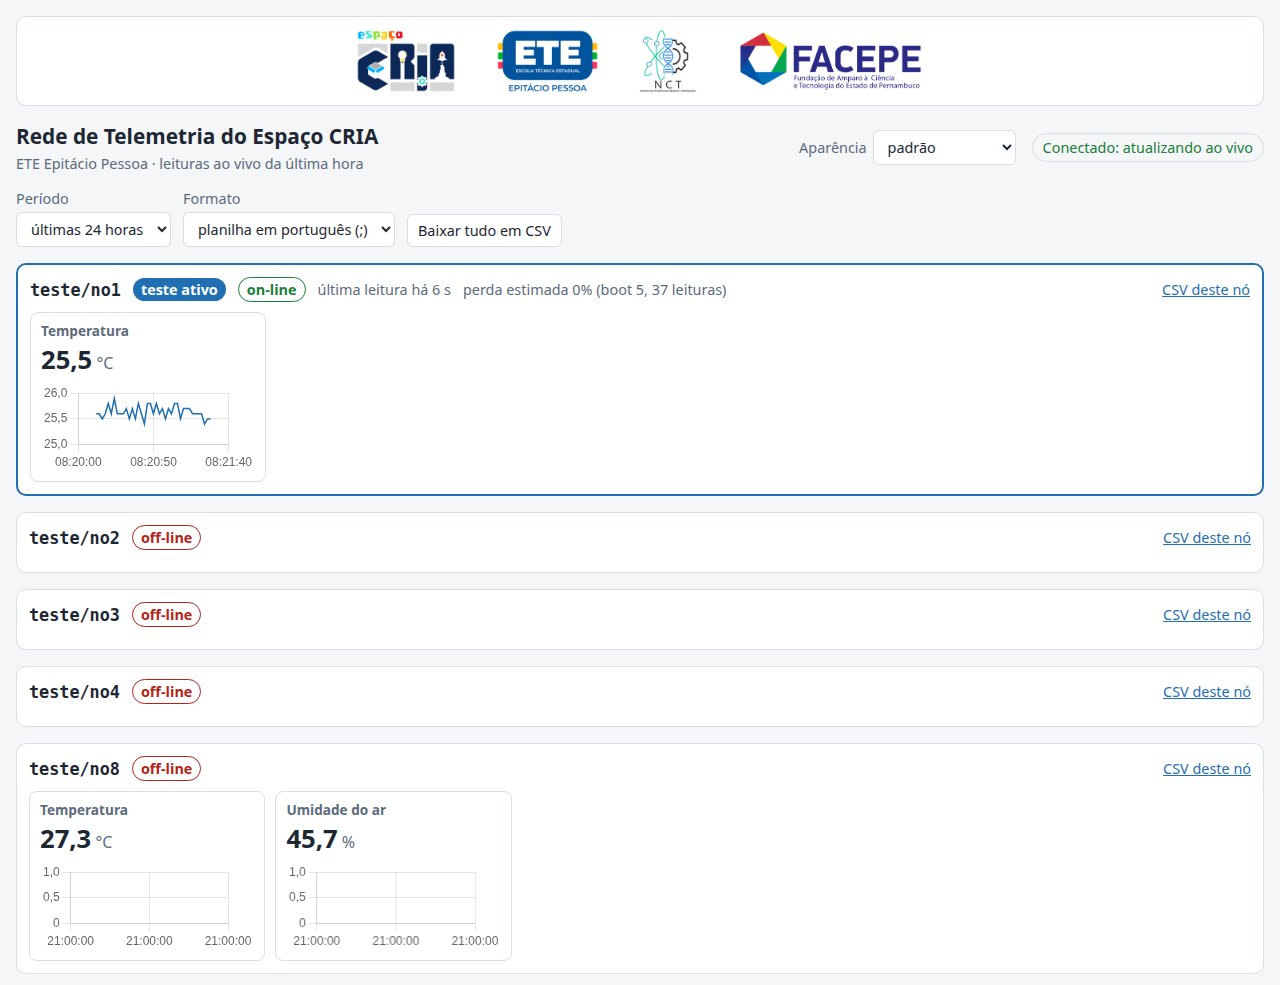 espaço
CRIA
ETE
ESCOLA TÉCNICA ESTADUAL
EPITÁCIO PESSOA
NCT
FACEPE
Fundação de Amparo à Ciência
e Tecnologia do Estado de Pernambuco
Rede de Telemetria do Espaço CRIA
ETE Epitácio Pessoa · leituras ao vivo da última hora
Aparência padrão Conectado: atualizando ao vivo
Período Formato
últimas 24 horas planilha em português (;) Baixar tudo em CSV
teste/no1 teste ativo on-line última leitura há 6 s perda estimada 0% (boot 5, 37 leituras) CSV deste nó
Temperatura
25,5 °C
26,0
25,5
25,0
08:20:00 08:20:50 08:21:40
teste/no2 off-line CSV deste nó
teste/no3 off-line CSV deste nó
teste/no4 off-line CSV deste nó
teste/no8 off-line CSV deste nó
Temperatura
27,3 °C
1,0
0,5
0
21:00:00 21:00:00 21:00:00
Umidade do ar
45,7 %
1,0
0,5
0
21:00:00 21:00:00 21:00:00